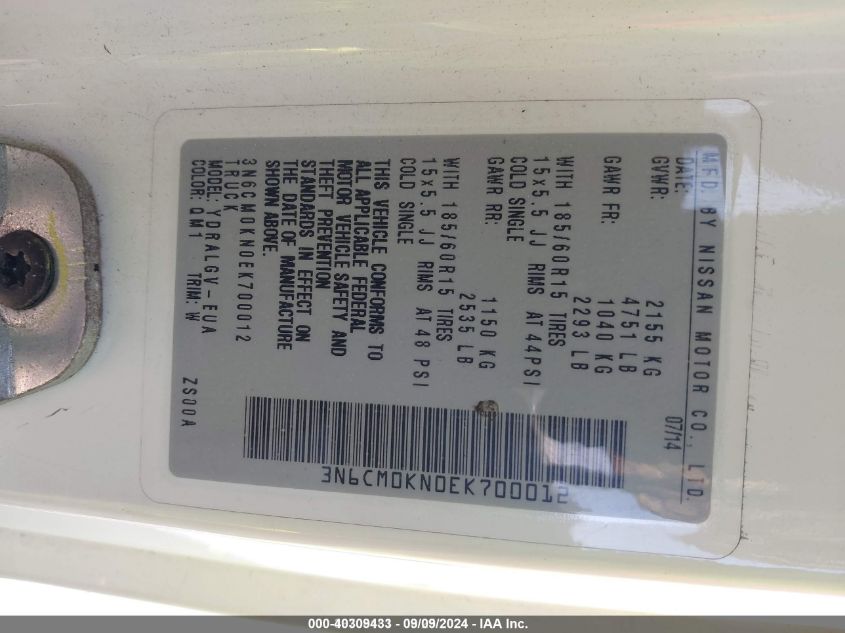 MFD. BY NISSAN MOTOR CO., LTD.
DATE: 07/14
GVWR: 2155 KG
4751 LB
GAWR FR: 1040 KG
2293 LB
WITH 185/60R15 TIRES
15x5.5 JJ RIMS AT 44PSI
COLD SINGLE
GAWR RR: 1150 KG
2535 LB
WITH 185/60R15 TIRES
15x5.5 JJ RIMS AT 48 PSI
COLD SINGLE
THIS VEHICLE CONFORMS TO
ALL APPLICABLE FEDERAL
MOTOR VEHICLE SAFETY AND
THEFT PREVENTION
STANDARDS IN EFFECT ON
THE DATE OF MANUFACTURE
SHOWN ABOVE.
3N6CM0KN0EK700012
TRUCK
MODEL: YDRALGV-EUA
COLOR: QM1 TRIM: W
ZS00A
3N6CM0KN0EK700012
000-40309433 - 09/09/2024 - IAA Inc.